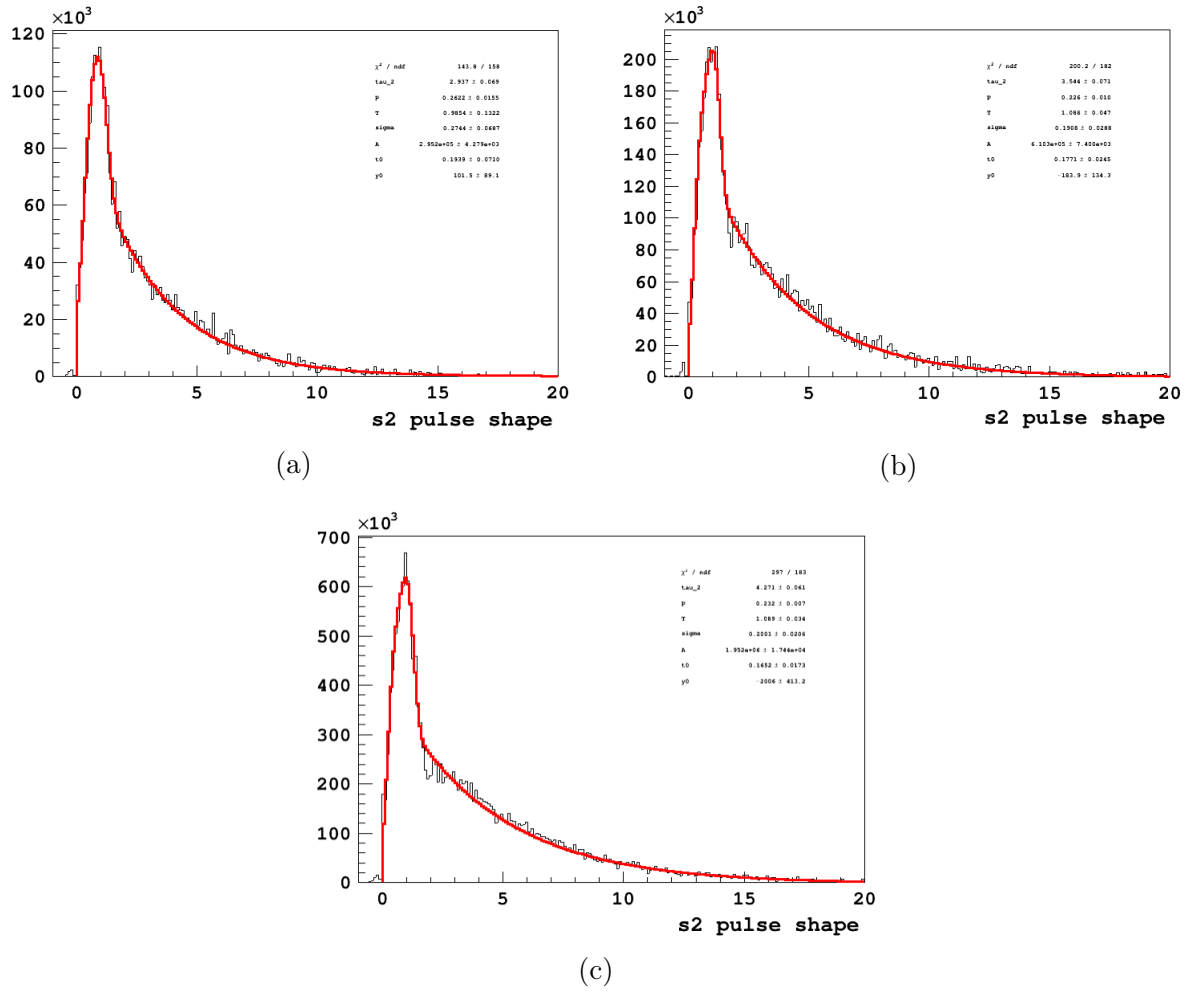 ×10³
120
100
80
60
40
20
0
0 5 10 15 20
s2 pulse shape
χ² / ndf 143.8 / 158
tau_2 2.937 ± 0.069
p 0.2622 ± 0.0155
T 0.9854 ± 0.1322
sigma 0.2744 ± 0.0687
A 2.952e+05 ± 4.279e+03
t0 0.1939 ± 0.0710
y0 101.5 ± 89.1
(a)
×10³
200
180
160
140
120
100
80
60
40
20
0
0 5 10 15 20
s2 pulse shape
χ² / ndf 200.2 / 182
tau_2 3.546 ± 0.071
p 0.226 ± 0.010
T 1.086 ± 0.047
sigma 0.1908 ± 0.0288
A 6.103e+05 ± 7.400e+03
t0 0.1771 ± 0.0245
y0 -183.9 ± 134.3
(b)
×10³
700
600
500
400
300
200
100
0
0 5 10 15 20
s2 pulse shape
χ² / ndf 297 / 183
tau_2 4.271 ± 0.061
p 0.232 ± 0.007
T 1.089 ± 0.034
sigma 0.2001 ± 0.0206
A 1.952e+06 ± 1.744e+04
t0 0.1652 ± 0.0173
y0 -2006 ± 413.2
(c)